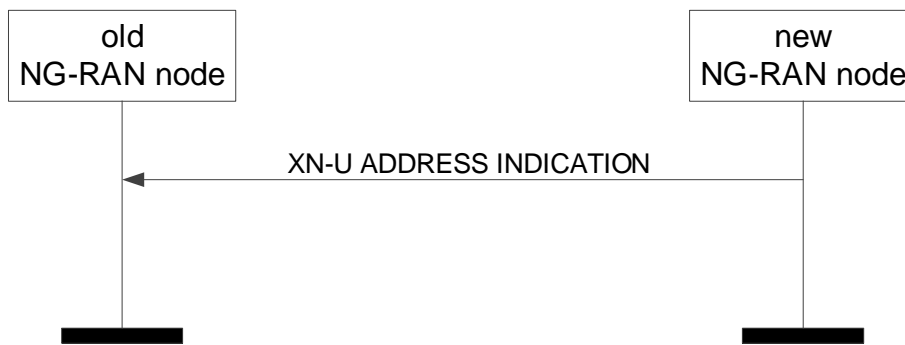 old
NG-RAN node
new
NG-RAN node
XN-U ADDRESS INDICATION